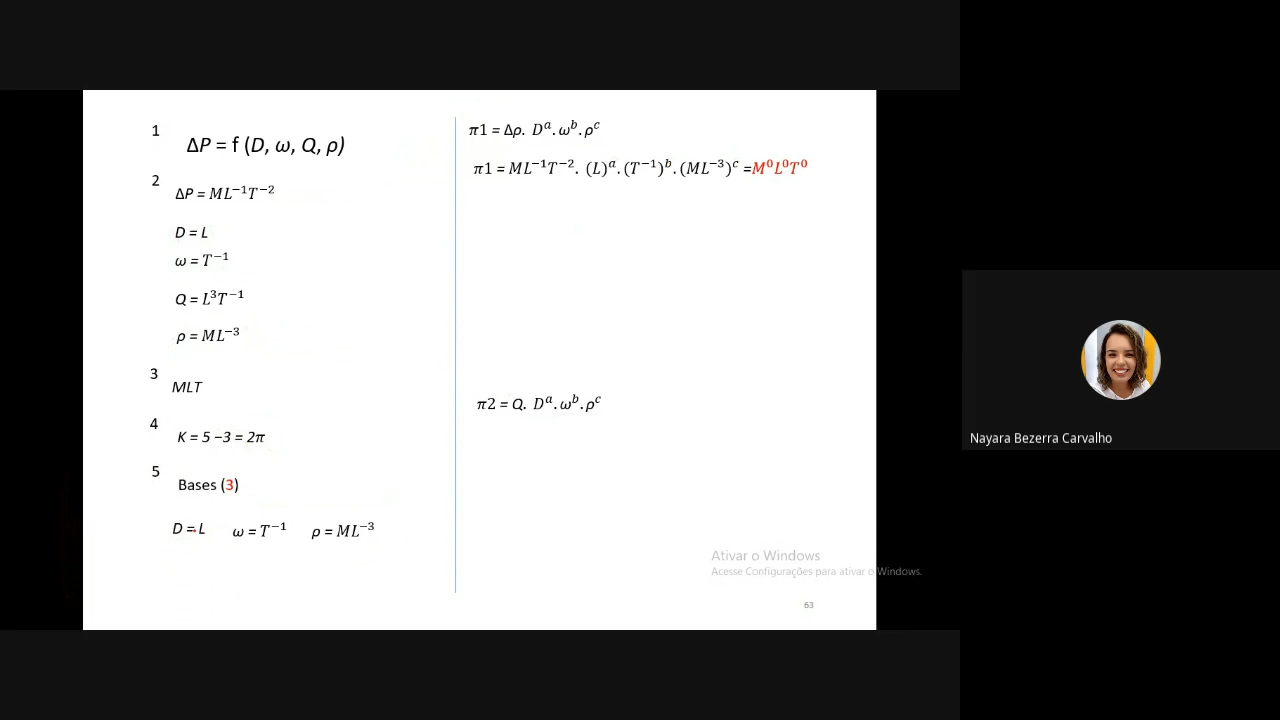 1
ΔP = f (D, ω, Q, ρ)
2
ΔP = ML⁻¹T⁻²
D = L
ω = T⁻¹
Q = L³T⁻¹
ρ = ML⁻³
3
MLT
4
K = 5 –3 = 2π
5
Bases (3)
D = L ω = T⁻¹ ρ = ML⁻³
π1 = Δρ. Dᵃ. ωᵇ. ρᶜ
π1 = ML⁻¹T⁻². (L)ᵃ. (T⁻¹)ᵇ. (ML⁻³)ᶜ =M⁰L⁰T⁰
π2 = Q. Dᵃ. ωᵇ. ρᶜ
Ativar o Windows
Acesse Configurações para ativar o Windows.
63
Nayara Bezerra Carvalho